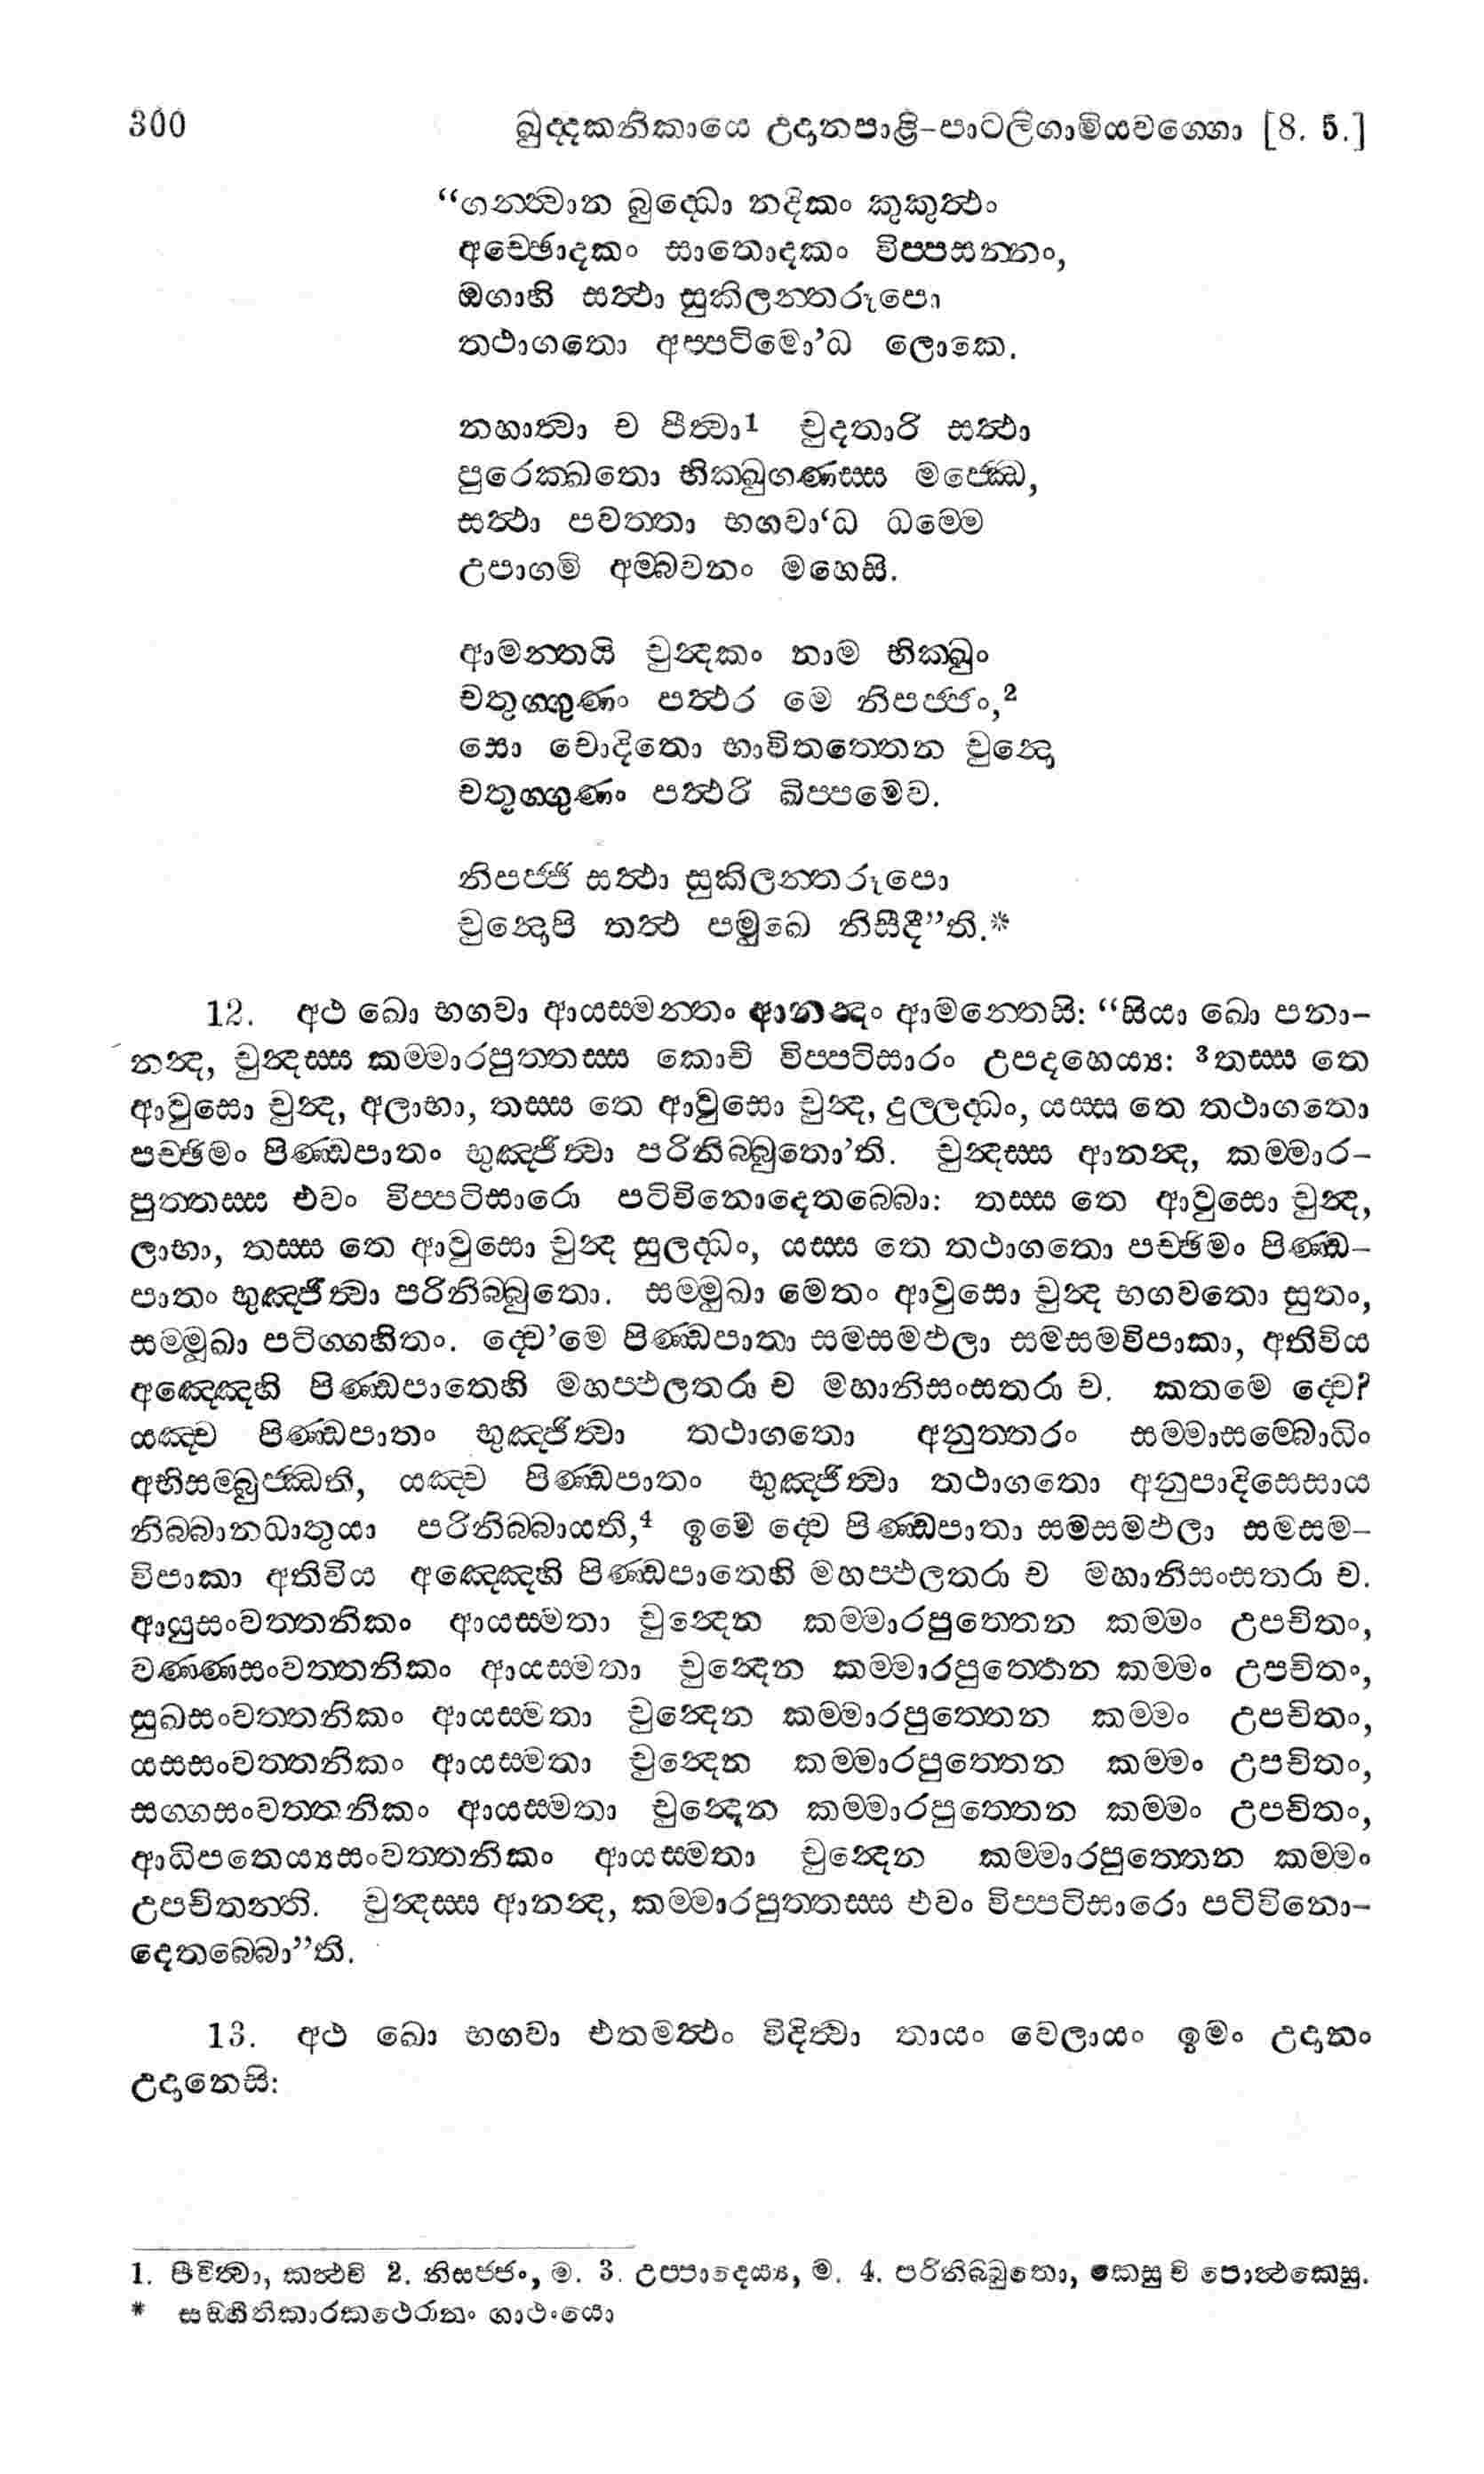 300 ඛුද්දකනිකායෙ උදානපාළි-පාටලිගාමියවග්ගො [8. 5.]
“ගන්ත්වාන බුද්ධො නදිකං කුකුත්ථං
අච්ඡොදකං සාතොදකං විප්පසන්නං,
ඔගාහි සත්ථා සුකිලන්තරූපො
තථාගතො අප්පටිමො’ධ ලොකෙ.
නහාත්වා ච පීත්වා1 චුදතාරි සත්ථා
පුරෙක්ඛතො භික්ඛුගණස්ස මජ්ඣෙ,
සත්ථා පවත්තා භගවා‘ධ ධම්මෙ
උපාගමි අම්බවනං මහෙසි.
ආමන්තයි චුන්දකං නාම භික්ඛුං
චතුග්ගුණං පත්ථර මෙ නිපජ්ජං,2
සො චොදිතො භාවිතත්තෙන චුන්දො
චතුග්ගුණං පත්ථරි ඛිප්පමෙව.
නිපජ්ජි සත්ථා සුකිලන්තරූපො
චුන්දොපි තත්ථ පමුඛෙ නිසීදී”ති.*
12. අථ ඛො භගවා ආයස්මන්තං ආනන්දං ආමන්තෙසි: “සියා ඛො පනා-
නන්ද, චුන්දස්ස කම්මාරපුත්තස්ස කොචි විප්පටිසාරං උපදහෙය්‍ය: 3තස්ස තෙ
ආවුසො චුන්ද, අලාභා, තස්ස තෙ ආවුසො චුන්ද, දුල්ලද්ධං, යස්ස තෙ තථාගතො
පච්ඡිමං පිණ්ඩපාතං භුඤ්ජිත්වා පරිනිබ්බුතො’ති. චුන්දස්ස ආනන්ද, කම්මාර-
පුත්තස්ස එවං විප්පටිසාරො පටිවිනොදෙතබ්බො: තස්ස තෙ ආවුසො චුන්ද,
ලාභා, තස්ස තෙ ආවුසො චුන්ද සුලද්ධං, යස්ස තෙ තථාගතො පච්ඡිමං පිණ්ඩ-
පාතං භුඤ්ජිත්වා පරිනිබ්බුතො. සම්මුඛා මෙතං ආවුසො චුන්ද භගවතො සුතං,
සම්මුඛා පටිග්ගහිතං. ද්වෙ’මෙ පිණ්ඩපාතා සමසමඵලා සමසමවිපාකා, අතිවිය
අඤ්ඤෙහි පිණ්ඩපාතෙහි මහප්ඵලතරා ච මහානිසංසතරා ච. කතමෙ ද්වෙ?
යඤ්ච පිණ්ඩපාතං භුඤ්ජිත්වා තථාගතො අනුත්තරං සම්මාසම්බොධිං
අභිසම්බුජ්ඣති, යඤ්ච පිණ්ඩපාතං භුඤ්ජිත්වා තථාගතො අනුපාදිසෙසාය
නිබ්බානධාතුයා පරිනිබ්බායති,4 ඉමෙ ද්වෙ පිණ්ඩපාතා සමසමඵලා සමසම-
විපාකා අතිවිය අඤ්ඤෙහි පිණ්ඩපාතෙහි මහප්ඵලතරා ච මහානිසංසතරා ච.
ආයුසංවත්තනිකං ආයස්මතා චුන්දෙන කම්මාරපුත්තෙන කම්මං උපචිතං,
වණ්ණසංවත්තනිකං ආයස්මතා චුන්දෙන කම්මාරපුත්තෙන කම්මං උපචිතං,
සුඛසංවත්තනිකං ආයස්මතා චුන්දෙන කම්මාරපුත්තෙන කම්මං උපචිතං,
යසසංවත්තනිකං ආයස්මතා චුන්දෙන කම්මාරපුත්තෙන කම්මං උපචිතං,
සග්ගසංවත්තනිකං ආයස්මතා චුන්දෙන කම්මාරපුත්තෙන කම්මං උපචිතං,
ආධිපතෙය්‍යසංවත්තනිකං ආයස්මතා චුන්දෙන කම්මාරපුත්තෙන කම්මං
උපචිතන්ති. චුන්දස්ස ආනන්ද, කම්මාරපුත්තස්ස එවං විප්පටිසාරො පටිවිනො-
දෙතබ්බො”ති.
13. අථ ඛො භගවා එතමත්ථං විදිත්වා තායං වෙලායං ඉමං උදානං
උදානෙසි:
1. පිවිත්වා, කත්ථචි 2. නිසජ්ජං, ම. 3. උප්පාදෙය්‍ය, ම. 4. පරිනිබ්බුතො, කෙසුචි පොත්ථකෙසු.
* සඞ්ගීතිකාරකථෙරානං ගාථායො